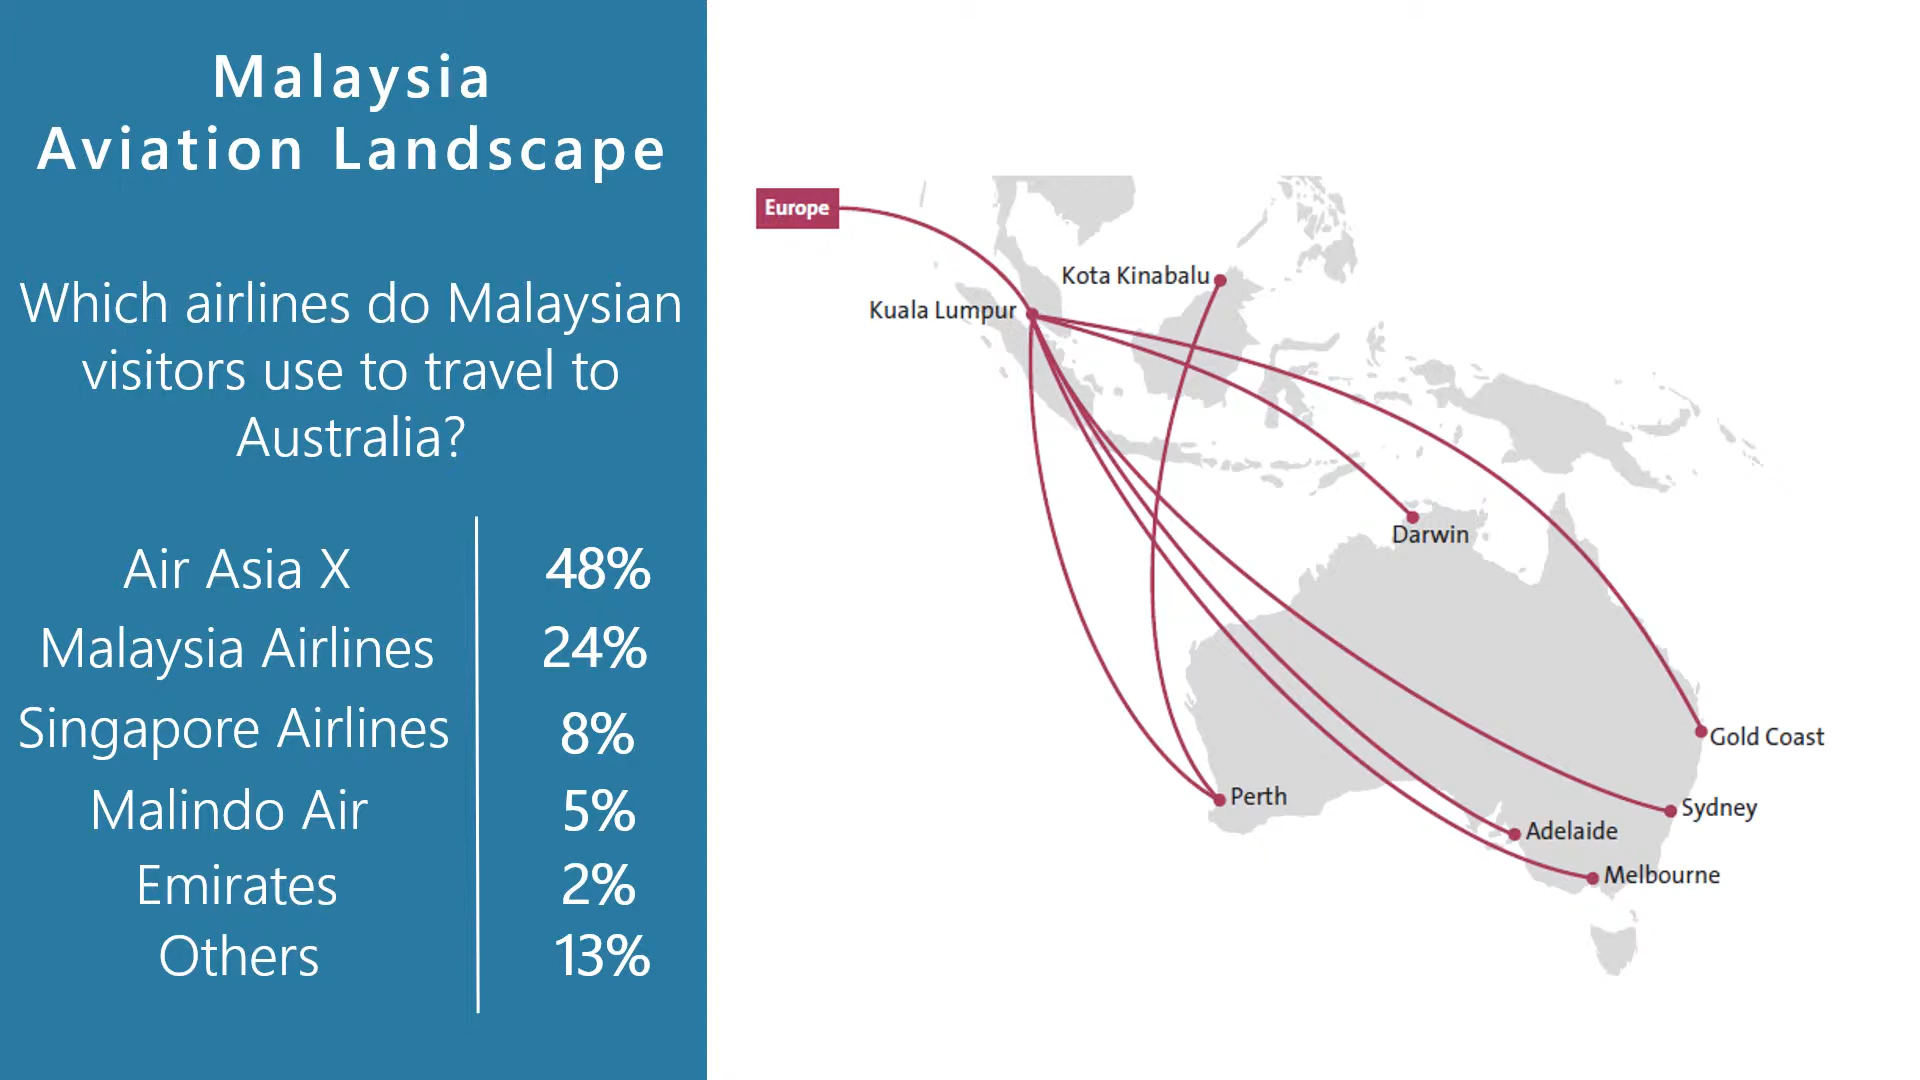 Malaysia
Aviation Landscape
Which airlines do Malaysian
visitors use to travel to
Australia?
Air Asia X 48%
Malaysia Airlines 24%
Singapore Airlines 8%
Malindo Air 5%
Emirates 2%
Others 13%
Europe
Kota Kinabalu
Kuala Lumpur
Darwin
Gold Coast
Perth
Sydney
Adelaide
Melbourne